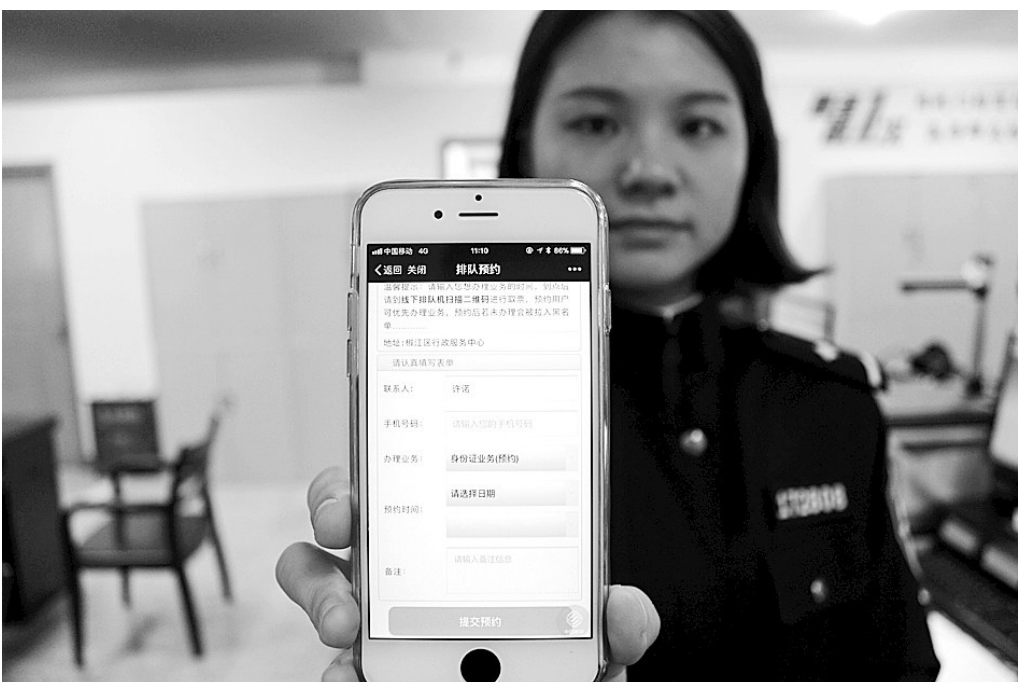 中国移动 4G 11:19 86%
返回 关闭 排队预约
温馨提示：请输入您想办理业务的时间，到点后
请到线下排队机扫描二维码进行取票，预约用户
可优先办理业务，预约后若未办理会被拉入黑名
单
地址:椒江区行政服务中心
请认真填写表单
联系人： 许诺
手机号码： 请输入您的手机号码
办理业务： 身份证业务(预约)
请选择日期
预约时间：
请输入备注信息
备注：
提交预约